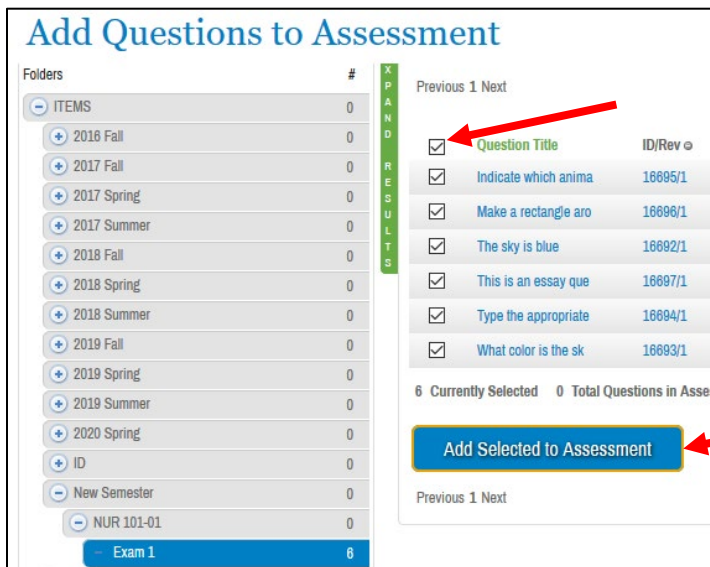 Add Questions to Assessment
Folders #
ITEMS 0
2016 Fall 0
2017 Fall 0
2017 Spring 0
2017 Summer 0
2018 Fall 0
2018 Spring 0
2018 Summer 0
2019 Fall 0
2019 Spring 0
2019 Summer 0
2020 Spring 0
ID 0
New Semester 0
NUR 101-01 0
Exam 1 6
XPAND RESULTS
Previous 1 Next
Question Title ID/Rev
Indicate which anima 16695/1
Make a rectangle aro 16696/1
The sky is blue 16692/1
This is an essay que 16697/1
Type the appropriate 16694/1
What color is the sk 16693/1
6 Currently Selected 0 Total Questions in Asse
Add Selected to Assessment
Previous 1 Next